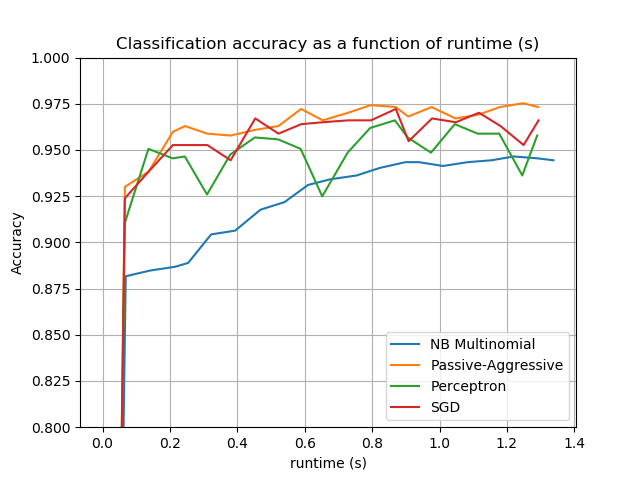 Classification accuracy as a function of runtime (s)
1.000
0.975
0.950
0.925
0.900
0.875
0.850
0.825
0.800
Accuracy
NB Multinomial
Passive-Aggressive
Perceptron
SGD
0.0 0.2 0.4 0.6 0.8 1.0 1.2 1.4
runtime (s)